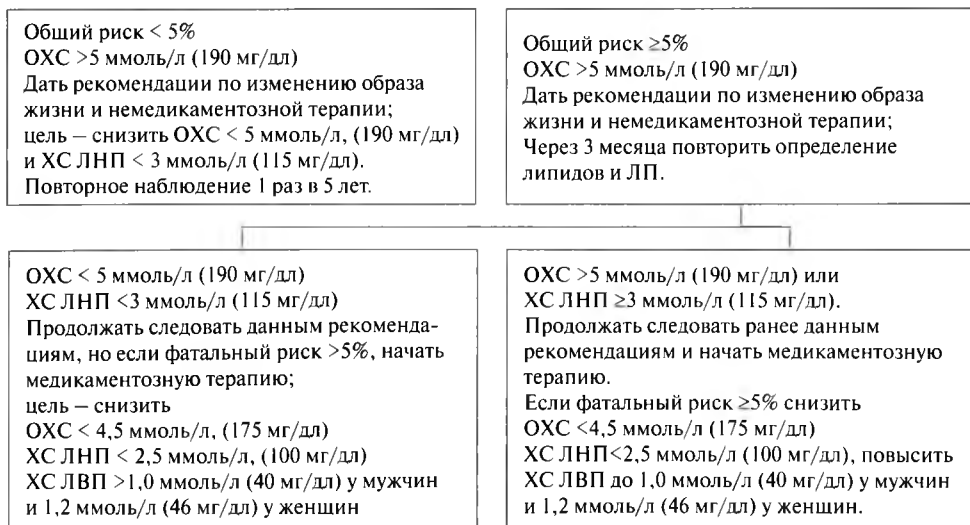 Общий риск < 5%
ОХС >5 ммоль/л (190 мг/дл)
Дать рекомендации по изменению образа
жизни и немедикаментозной терапии;
цель – снизить ОХС < 5 ммоль/л, (190 мг/дл)
и ХС ЛНП < 3 ммоль/л (115 мг/дл).
Повторное наблюдение 1 раз в 5 лет.
Общий риск ≥5%
ОХС >5 ммоль/л (190 мг/дл)
Дать рекомендации по изменению образа
жизни и немедикаментозной терапии;
Через 3 месяца повторить определение
липидов и ЛП.
ОХС < 5 ммоль/л (190 мг/дл)
ХС ЛНП <3 ммоль/л (115 мг/дл)
Продолжать следовать данным рекоменда-
циям, но если фатальный риск >5%, начать
медикаментозную терапию;
цель – снизить
ОХС < 4,5 ммоль/л, (175 мг/дл)
ХС ЛНП < 2,5 ммоль/л, (100 мг/дл)
ХС ЛВП >1,0 ммоль/л (40 мг/дл) у мужчин
и 1,2 ммоль/л (46 мг/дл) у женщин
ОХС >5 ммоль/л (190 мг/дл) или
ХС ЛНП ≥3 ммоль/л (115 мг/дл).
Продолжать следовать ранее данным
рекомендациям и начать медикаментозную
терапию.
Если фатальный риск ≥5% снизить
ОХС <4,5 ммоль/л (175 мг/дл)
ХС ЛНП<2,5 ммоль/л (100 мг/дл), повысить
ХС ЛВП до 1,0 ммоль/л (40 мг/дл) у мужчин
и 1,2 ммоль/л (46 мг/дл) у женщин.